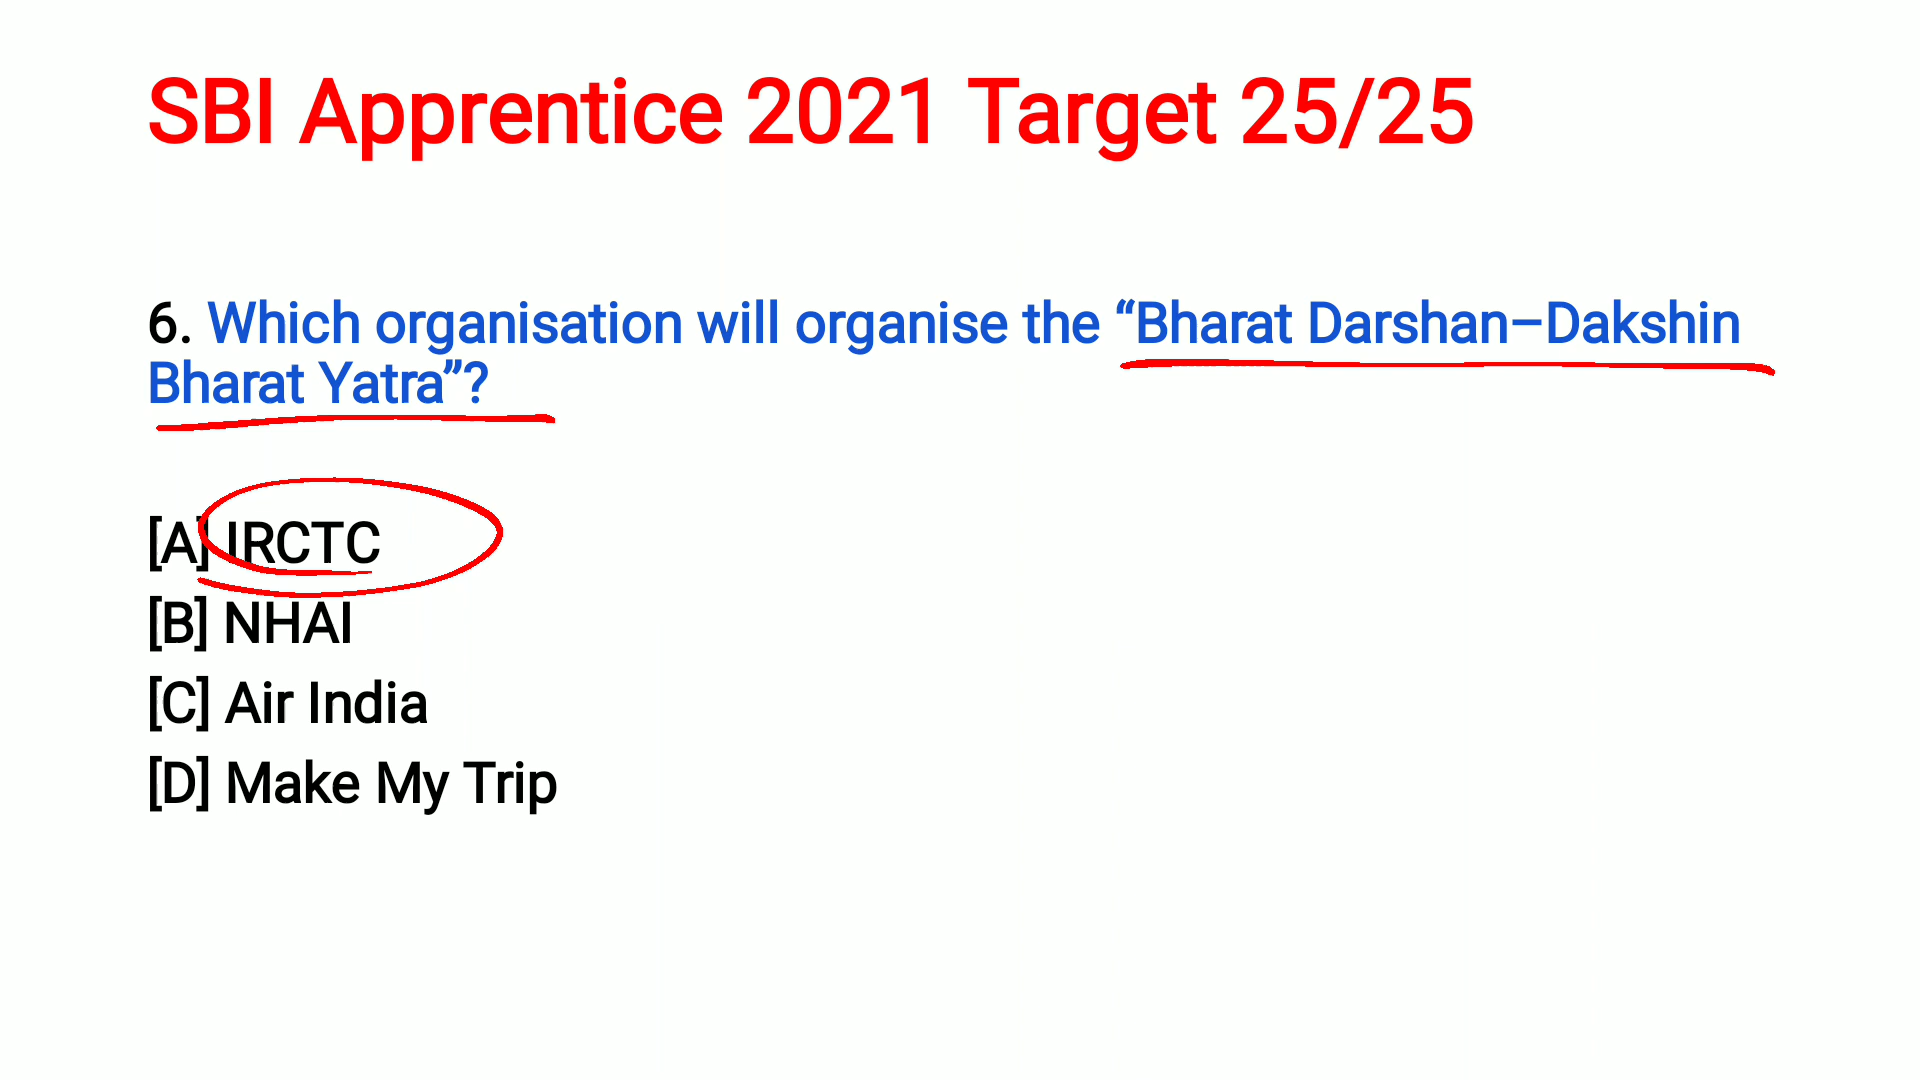 SBI Apprentice 2021 Target 25/25
6. Which organisation will organise the “Bharat Darshan–Dakshin
Bharat Yatra”?
[A] IRCTC
[B] NHAI
[C] Air India
[D] Make My Trip